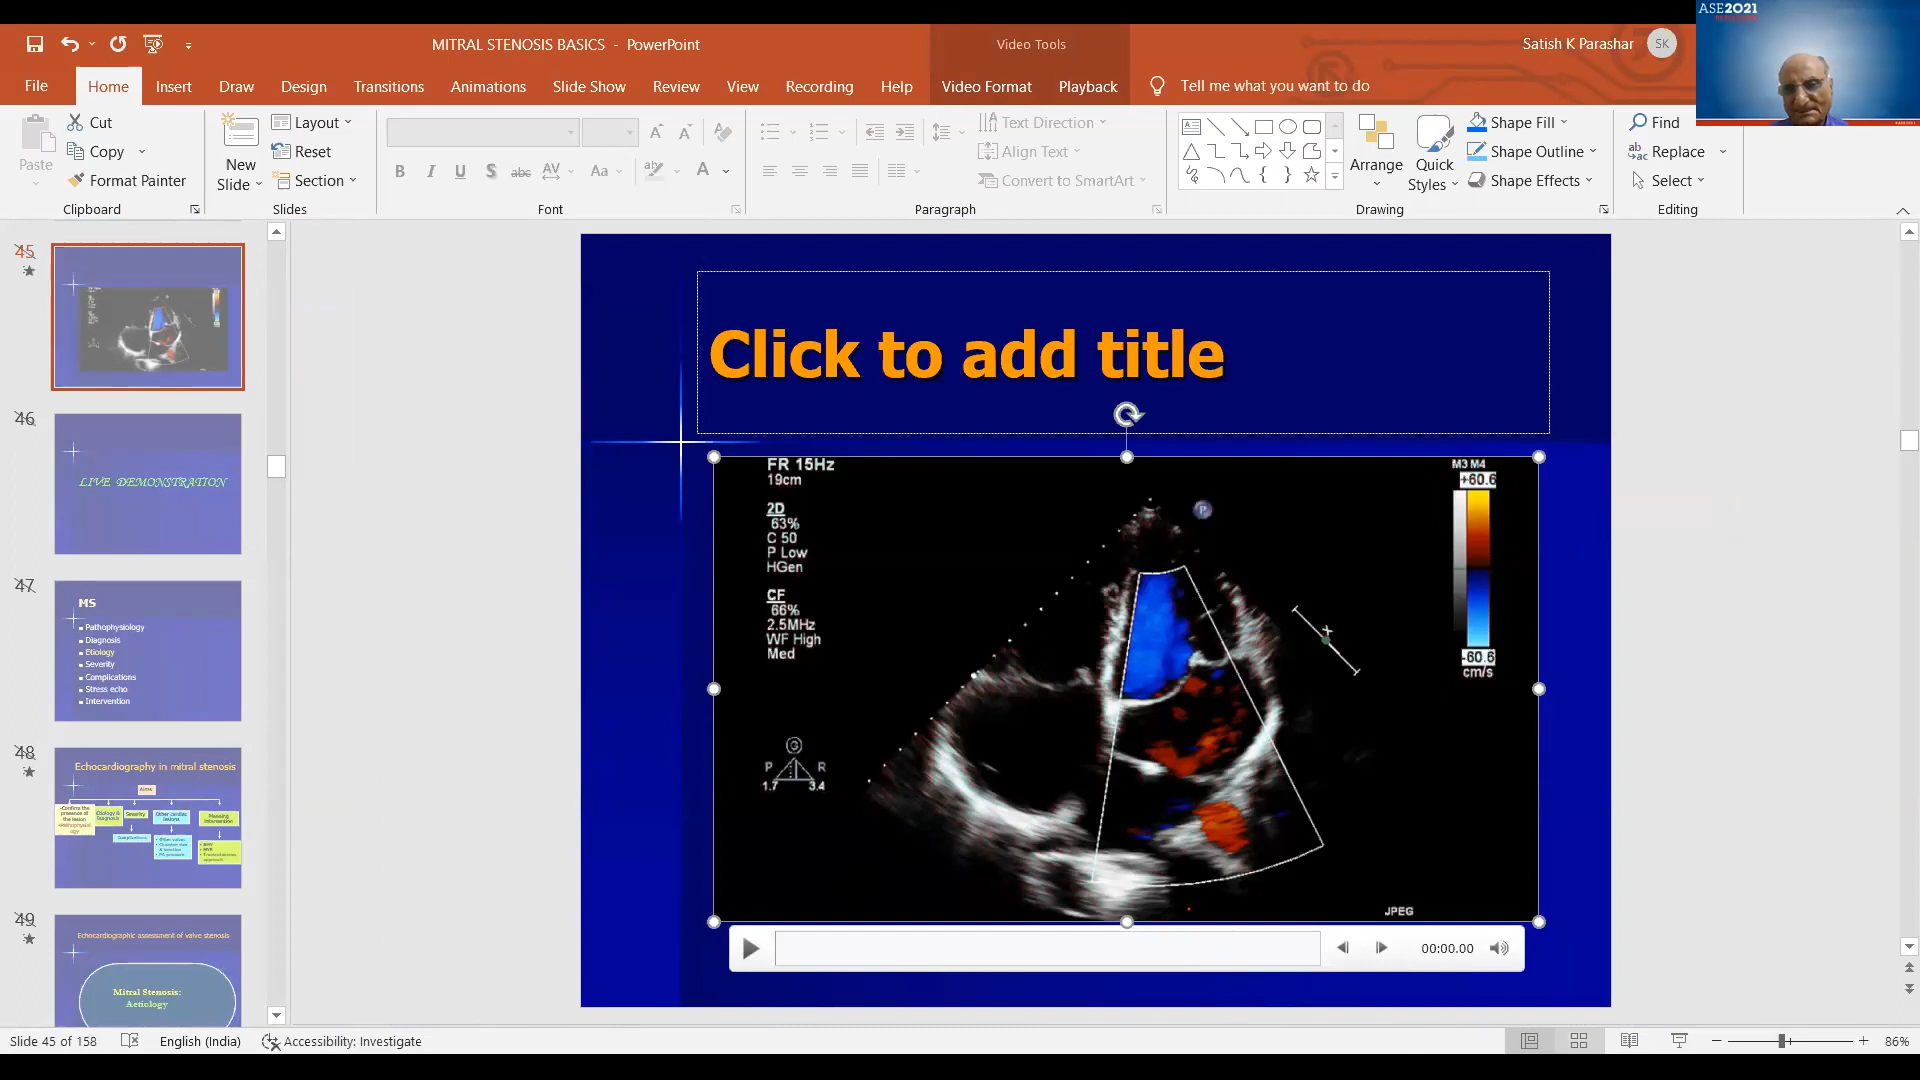 ASE2021
MITRAL STENOSIS BASICS - PowerPoint
Video Tools
Satish K Parashar
SK
File
Home
Insert
Draw
Design
Transitions
Animations
Slide Show
Review
View
Recording
Help
Video Format
Playback
Tell me what you want to do
Paste
Cut
Copy
Format Painter
Clipboard
New
Slide
Layout
Reset
Section
Slides
B I U S abc AV Aa A
Font
Text Direction
Align Text
Convert to SmartArt
Paragraph
Arrange
Quick
Styles
Shape Fill
Shape Outline
Shape Effects
Drawing
Find
Replace
Select
Editing
45
46
LIVE DEMONSTRATION
47
MS
Pathophysiology
Diagnosis
Etiology
Severity
Complications
Stress echo
Intervention
48
Echocardiography in mitral stenosis
Aims
Severity
49
Echocardiographic assessment of valve stenosis
Mitral Stenosis:
Aetiology
Click to add title
FR 15Hz
19cm
2D
63%
C 50
P Low
HGen
CF
66%
2.5MHz
WF High
Med
P
G
P R
1.7 3.4
M3 M4
+60.6
-60.6
cm/s
JPEG
00:00.00
Slide 45 of 158
English (India)
Accessibility: Investigate
86%